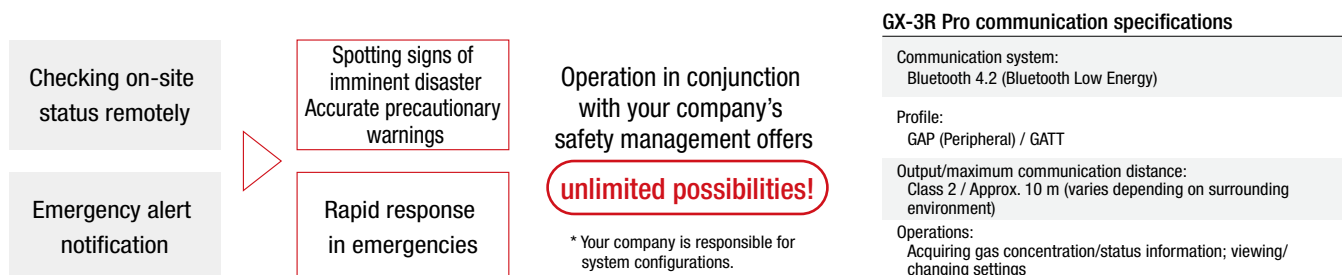 Checking on-site
status remotely
Emergency alert
notification
Spotting signs of
imminent disaster
Accurate precautionary
warnings
Rapid response
in emergencies
Operation in conjunction
with your company's
safety management offers
unlimited possibilities!
* Your company is responsible for
system configurations.
GX-3R Pro communication specifications
Communication system:
Bluetooth 4.2 (Bluetooth Low Energy)
Profile:
GAP (Peripheral) / GATT
Output/maximum communication distance:
Class 2 / Approx. 10 m (varies depending on surrounding
environment)
Operations:
Acquiring gas concentration/status information; viewing/
changing settings